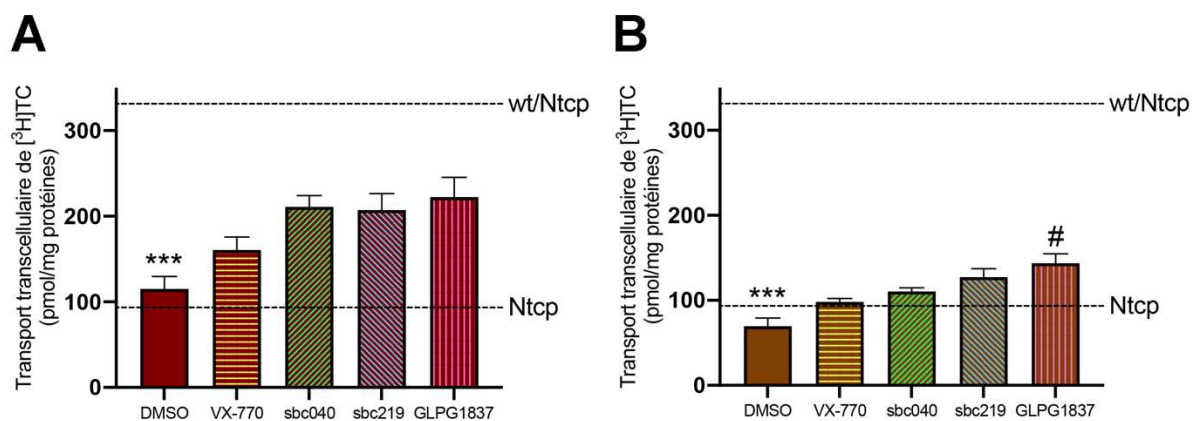 A
Transport transcellulaire de [³H]TC
(pmol/mg protéines)
300
200
100
0
wt/Ntcp
Ntcp
***
DMSO
VX-770
sbc040
sbc219
GLPG1837
B
Transport transcellulaire de [³H]TC
(pmol/mg protéines)
300
200
100
0
wt/Ntcp
Ntcp
***
#
DMSO
VX-770
sbc040
sbc219
GLPG1837